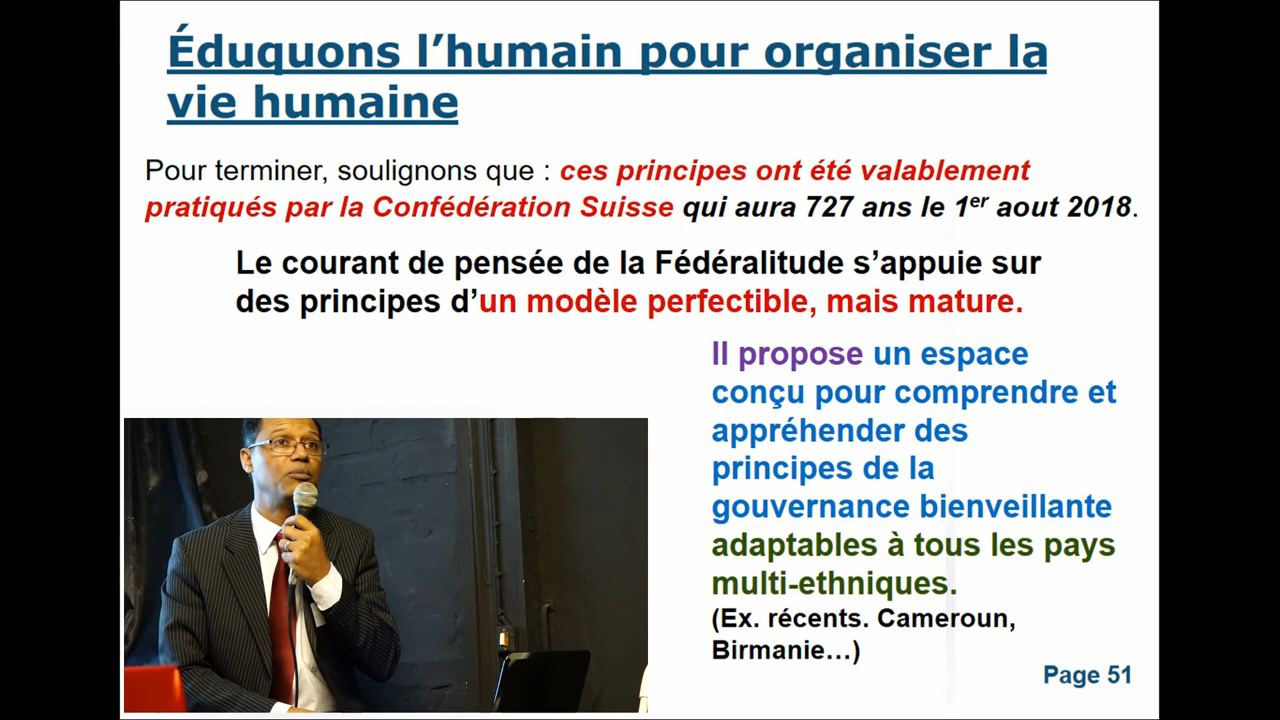 Éduquons l’humain pour organiser la
vie humaine
Pour terminer, soulignons que : ces principes ont été valablement
pratiqués par la Confédération Suisse qui aura 727 ans le 1er aout 2018.
Le courant de pensée de la Fédéralitude s’appuie sur
des principes d’un modèle perfectible, mais mature.
Il propose un espace
conçu pour comprendre et
appréhender des
principes de la
gouvernance bienveillante
adaptables à tous les pays
multi-ethniques.
(Ex. récents. Cameroun,
Birmanie…)
Page 51